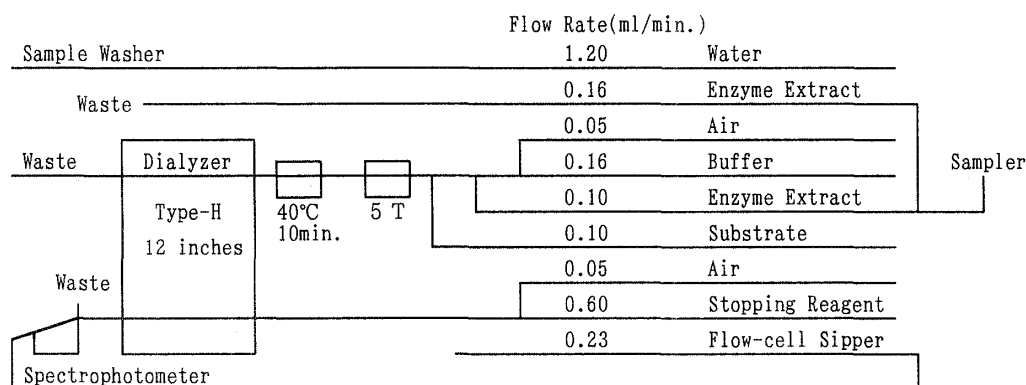 Flow Rate(ml/min.)
Sample Washer 1.20 Water
Waste 0.16 Enzyme Extract
0.05 Air
Waste Dialyzer 0.16 Buffer Sampler
Type-H 40℃ 5 T 0.10 Enzyme Extract
10min.
12 inches 0.10 Substrate
Waste 0.05 Air
0.60 Stopping Reagent
0.23 Flow-cell Sipper
Spectrophotometer